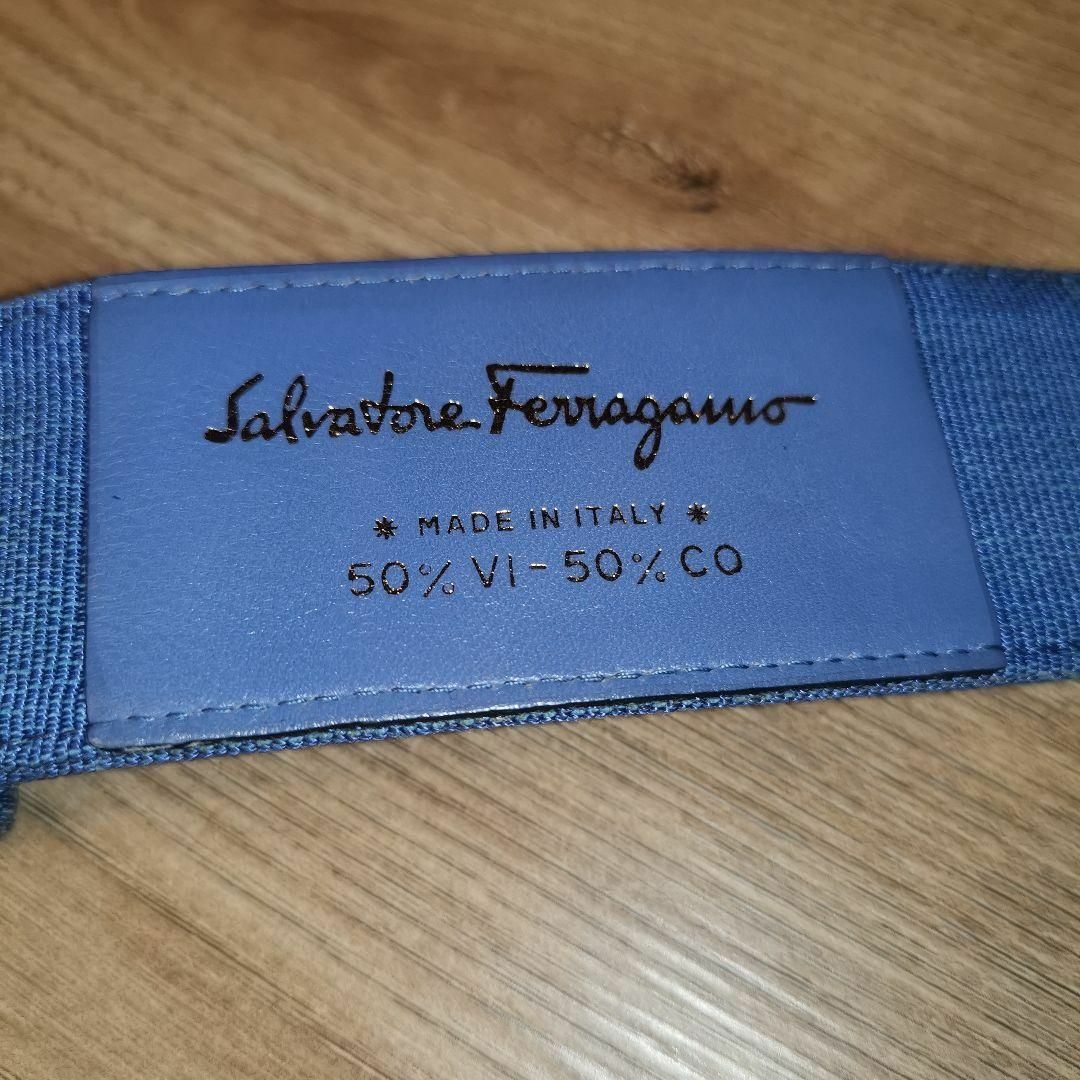 Salvatore Ferragamo
* MADE IN ITALY *
50% VI - 50% CO